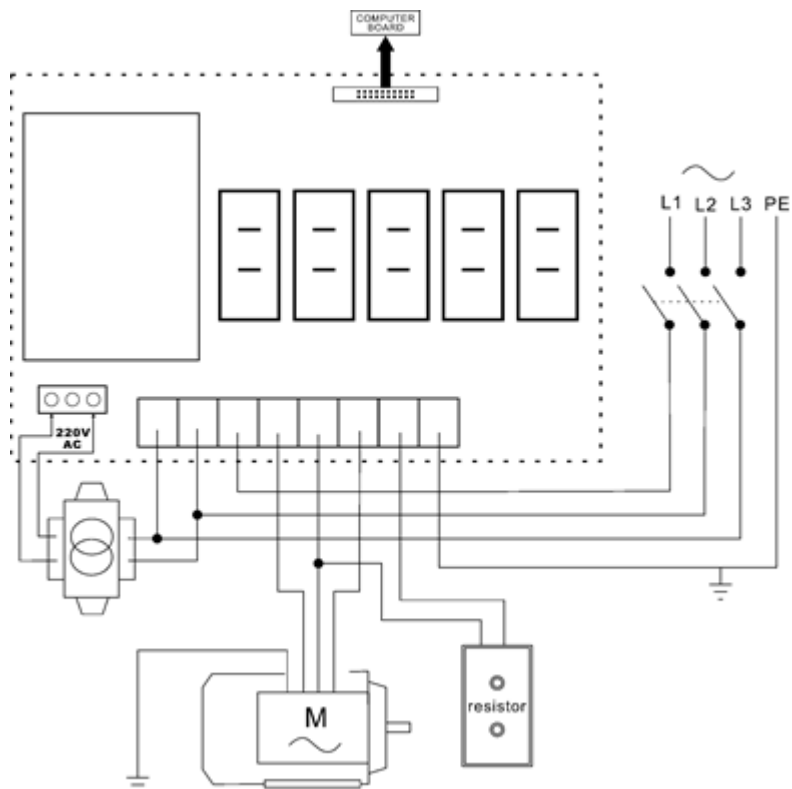 COMPUTER
BOARD
L1 L2 L3 PE
220V
AC
resistor
M